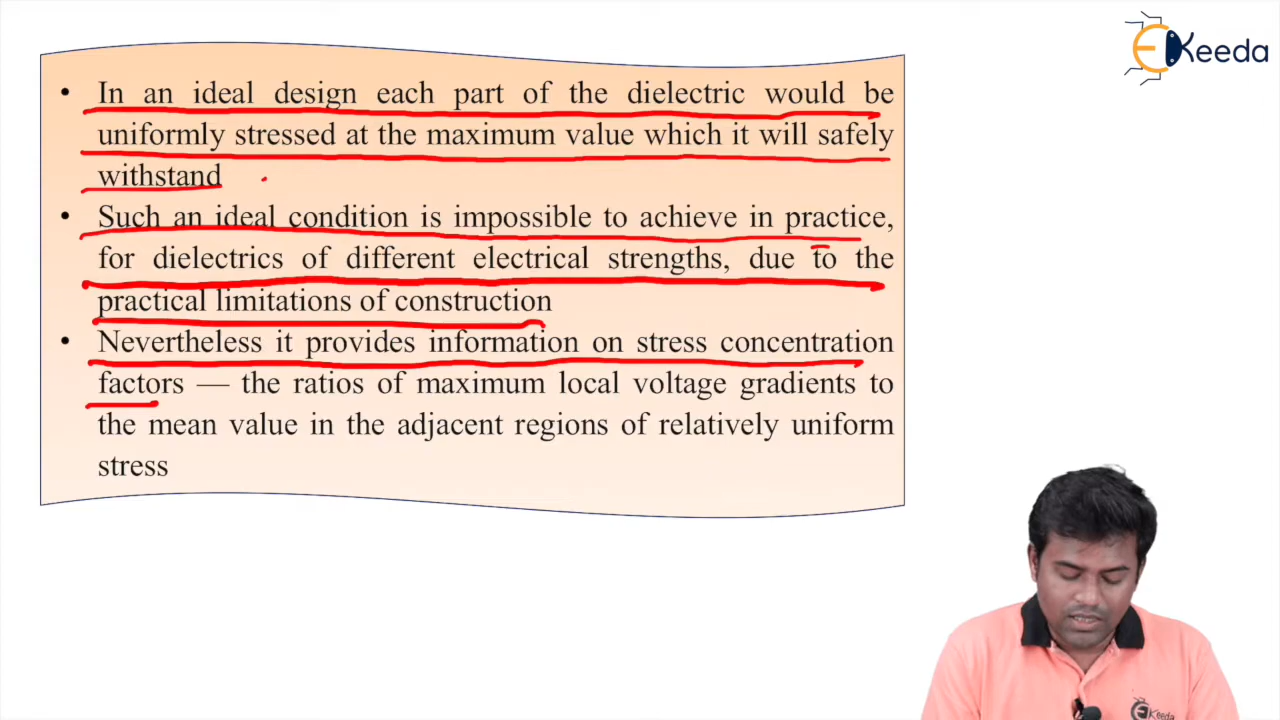 Keeda
• In an ideal design each part of the dielectric would be
uniformly stressed at the maximum value which it will safely
withstand
• Such an ideal condition is impossible to achieve in practice,
for dielectrics of different electrical strengths, due to the
practical limitations of construction
• Nevertheless it provides information on stress concentration
factors — the ratios of maximum local voltage gradients to
the mean value in the adjacent regions of relatively uniform
stress
Keeda